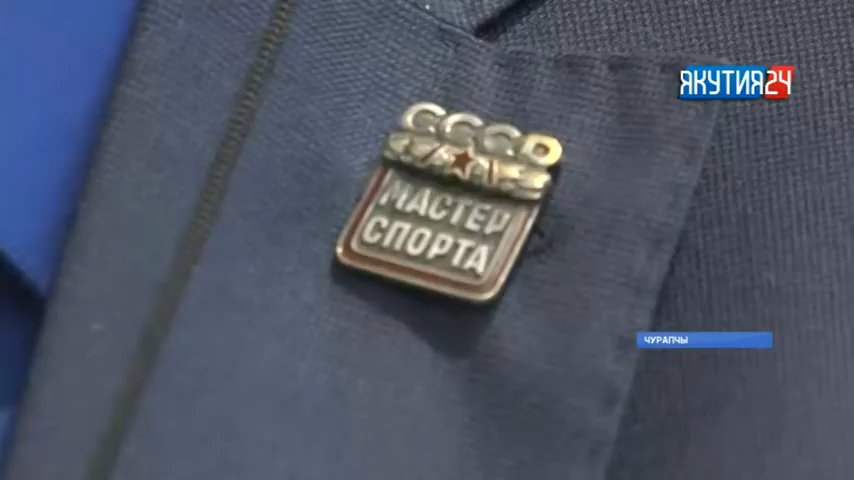 ЯКУТИЯ24
СССР
МАСТЕР
СПОРТА
ЧУРАПЧЫ